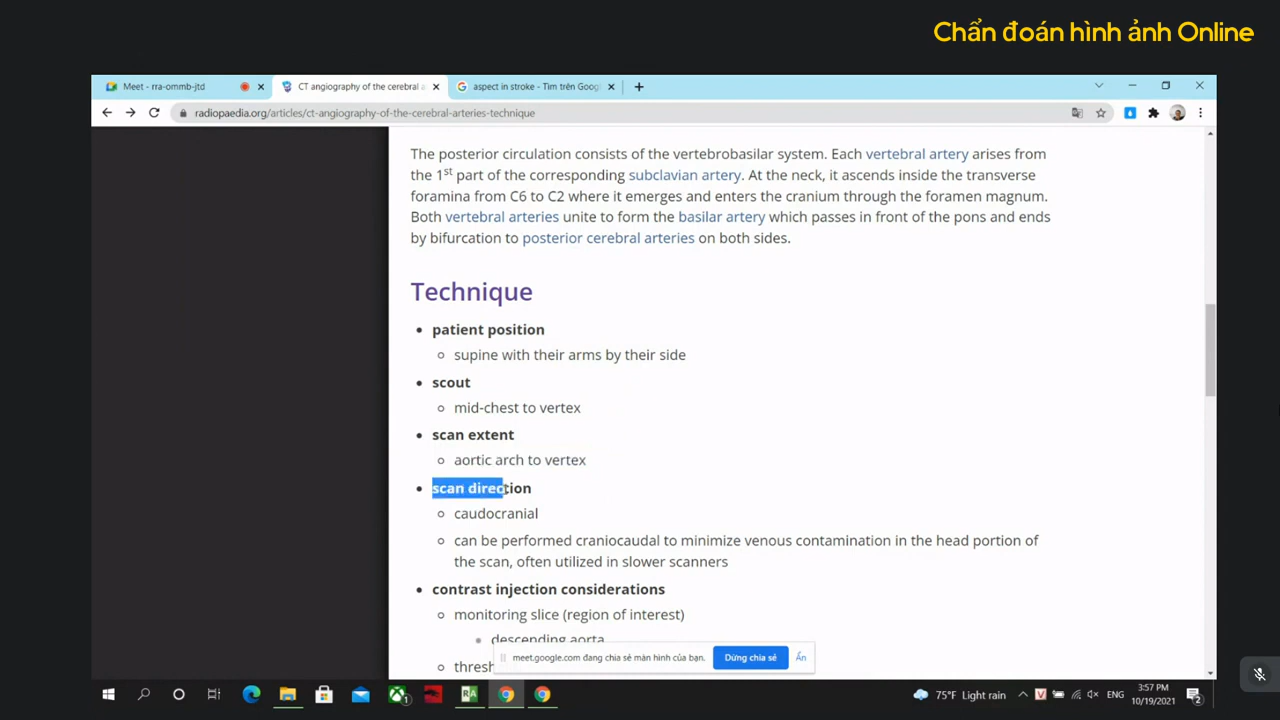 Chẩn đoán hình ảnh Online
Meet - rra-ommb-jtd
CT angiography of the cerebral a
aspect in stroke - Tìm trên Goog
radiopaedia.org/articles/ct-angiography-of-the-cerebral-arteries-technique
The posterior circulation consists of the vertebrobasilar system. Each vertebral artery arises from
the 1st part of the corresponding subclavian artery. At the neck, it ascends inside the transverse
foramina from C6 to C2 where it emerges and enters the cranium through the foramen magnum.
Both vertebral arteries unite to form the basilar artery which passes in front of the pons and ends
by bifurcation to posterior cerebral arteries on both sides.
Technique
• patient position
○ supine with their arms by their side
• scout
○ mid-chest to vertex
• scan extent
○ aortic arch to vertex
• scan direction
○ caudocranial
○ can be performed craniocaudal to minimize venous contamination in the head portion of
the scan, often utilized in slower scanners
• contrast injection considerations
○ monitoring slice (region of interest)
descending aorta
meet.google.com đang chia sẻ màn hình của bạn. Dừng chia sẻ Ẩn
○ thresh
75°F Light rain
ENG
3:57 PM
10/19/2021
RA
V
1
2